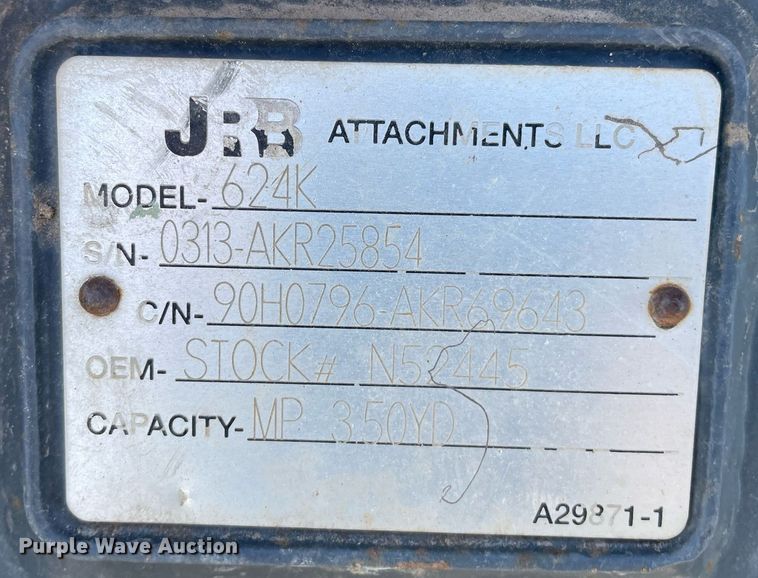 JRB ATTACHMENTS LLC
MODEL- 624K
S/N- 0313-AKR25854
C/N- 90H0796-AKR69643
OEM- STOCK# N52445
CAPACITY- MP 3.50YD
A29871-1
Purple Wave Auction